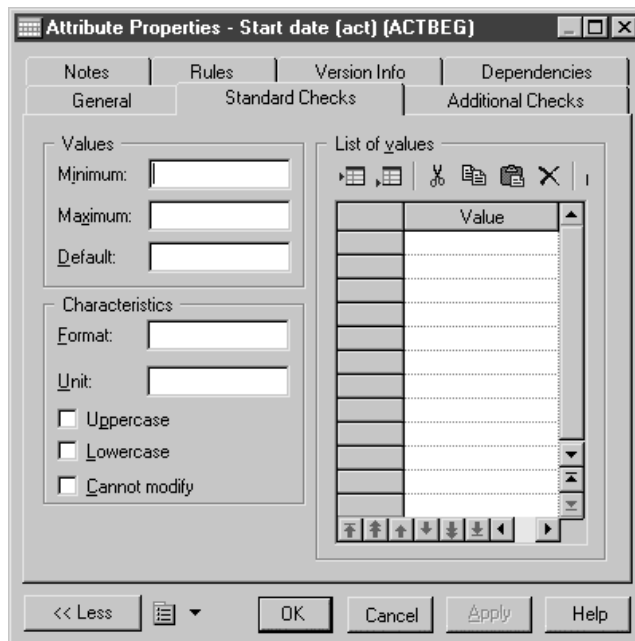 Attribute Properties - Start date (act) (ACTBEG)
Notes Rules Version Info Dependencies
General Standard Checks Additional Checks
Values
Minimum:
Maximum:
Default:
Characteristics
Format:
Unit:
Uppercase
Lowercase
Cannot modify
List of values
Value
<< Less OK Cancel Apply Help